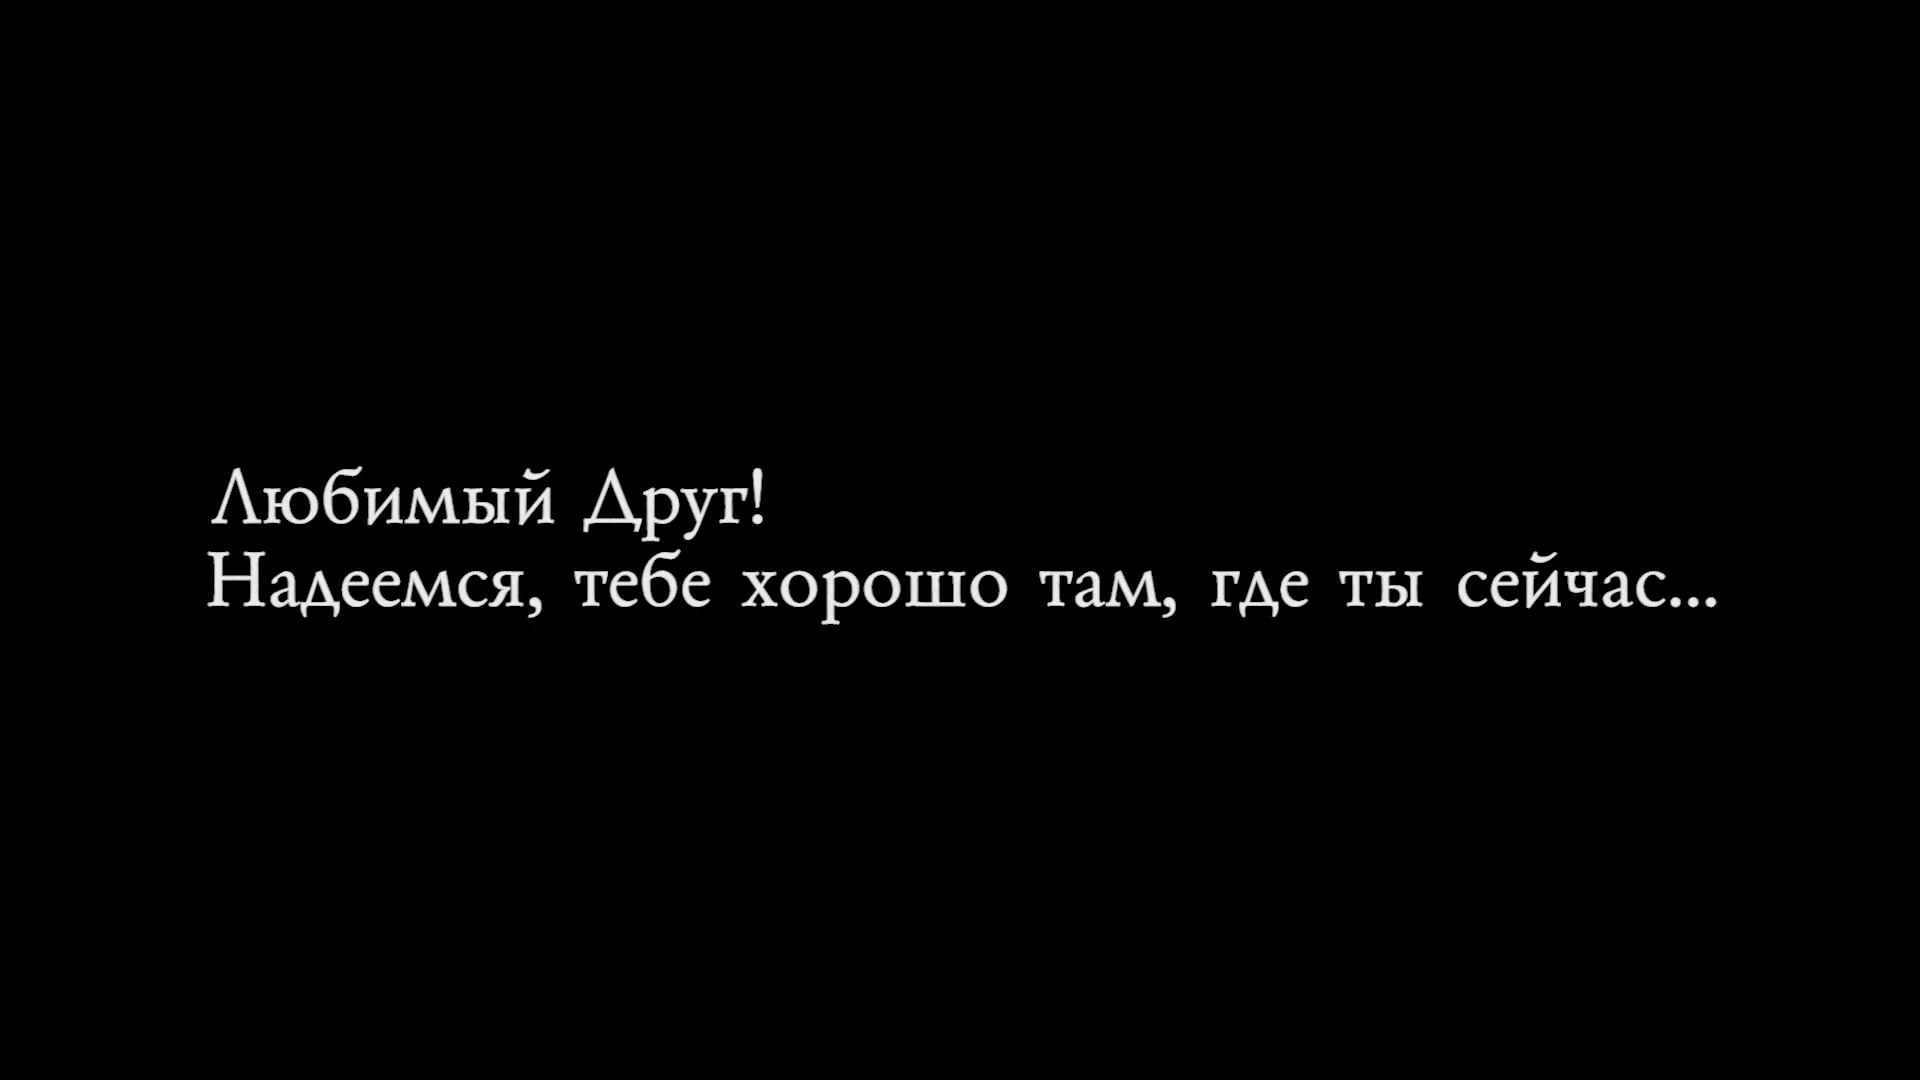 Любимый Друг!
Надеемся, тебе хорошо там, где ты сейчас...